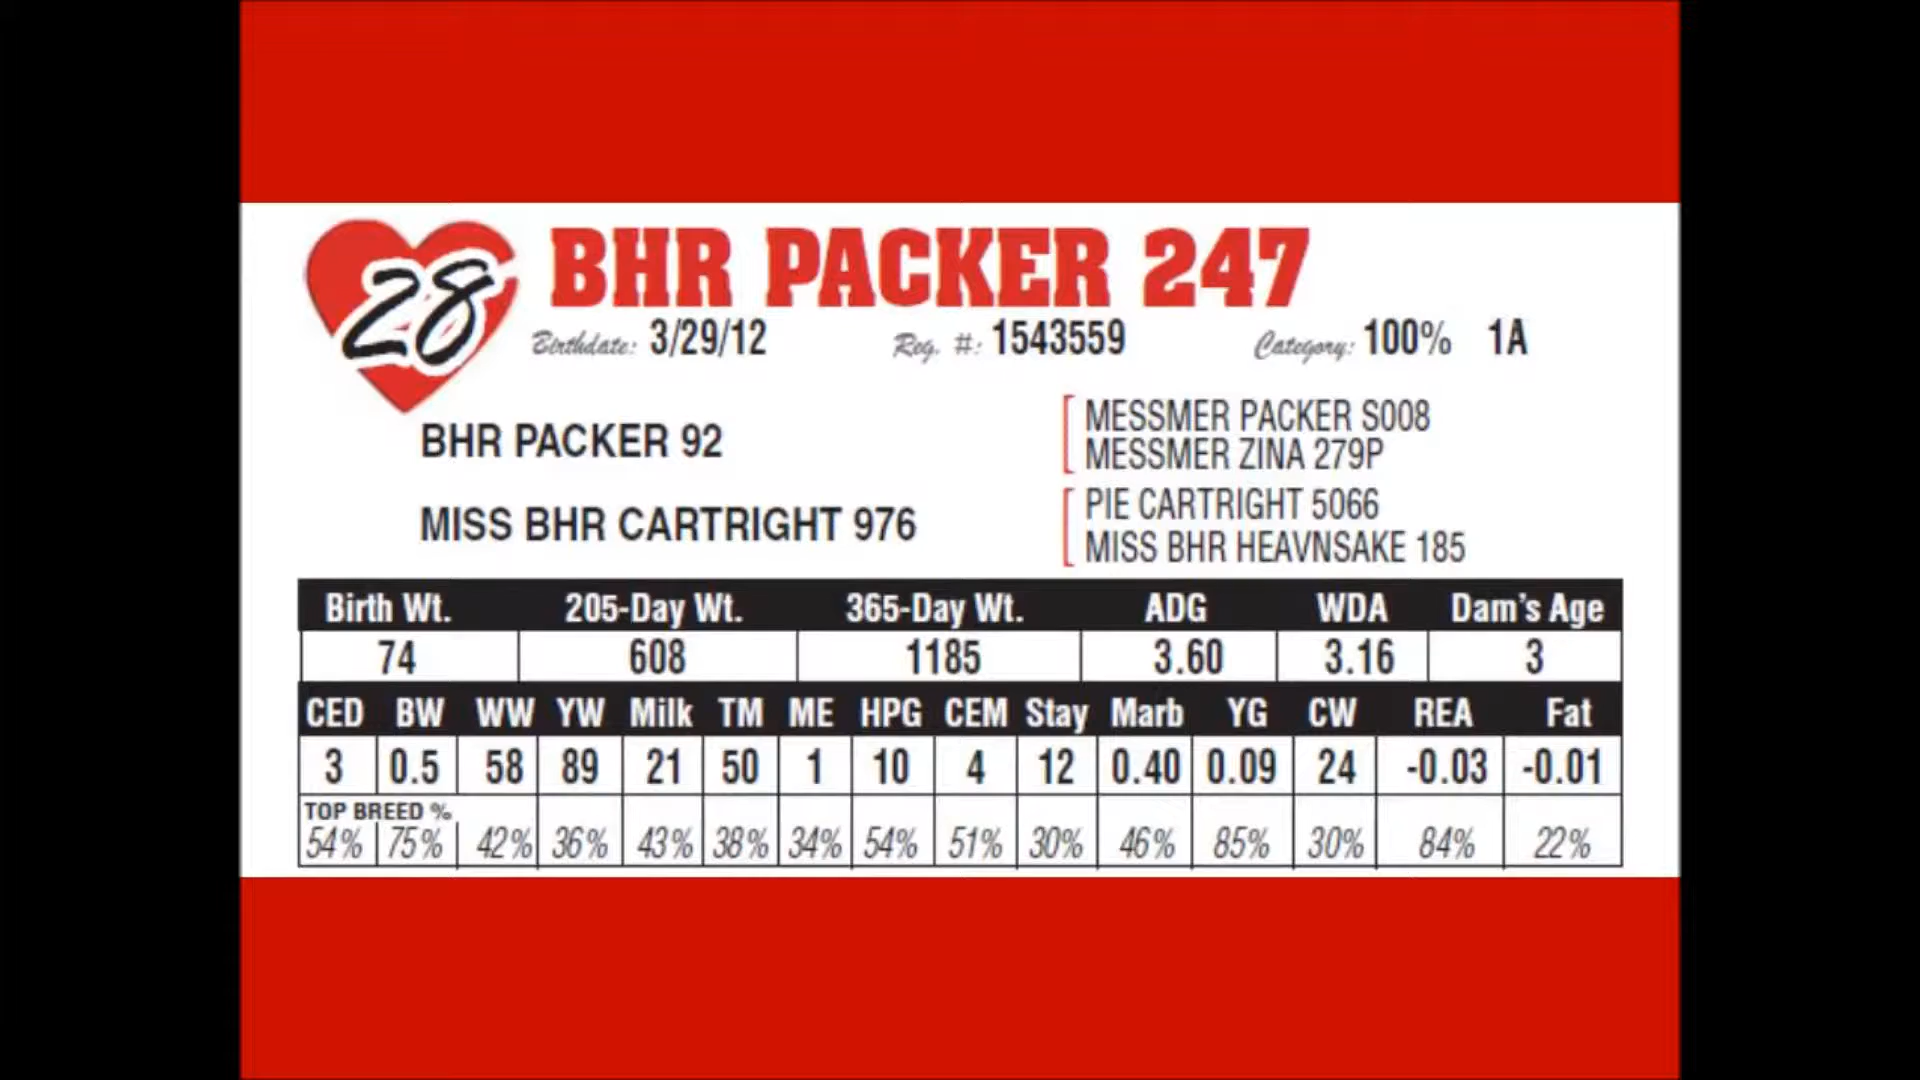 28
BHR PACKER 247
Birthdate: 3/29/12 Reg. #: 1543559 Category: 100% 1A
MESSMER PACKER S008
BHR PACKER 92
MESSMER ZINA 279P
PIE CARTRIGHT 5066
MISS BHR CARTRIGHT 976
MISS BHR HEAVNSAKE 185
Birth Wt. 205-Day Wt. 365-Day Wt. ADG WDA Dam's Age
74 608 1185 3.60 3.16 3
CED BW WW YW Milk TM ME HPG CEM Stay Marb YG CW REA Fat
3 0.5 58 89 21 50 1 10 4 12 0.40 0.09 24 -0.03 -0.01
TOP BREED %
54% 75% 42% 36% 43% 38% 34% 54% 51% 30% 46% 85% 30% 84% 22%